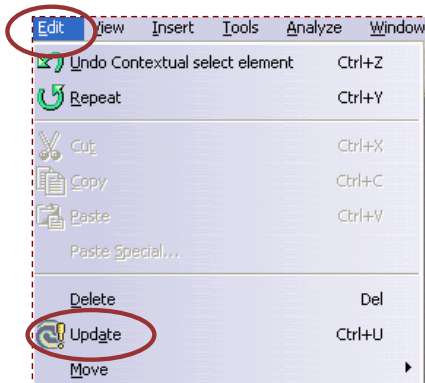 Edit View Insert Tools Analyze Window
Undo Contextual select element Ctrl+Z
Repeat Ctrl+Y
Cut Ctrl+X
Copy Ctrl+C
Paste Ctrl+V
Paste Special...
Delete Del
Update Ctrl+U
Move